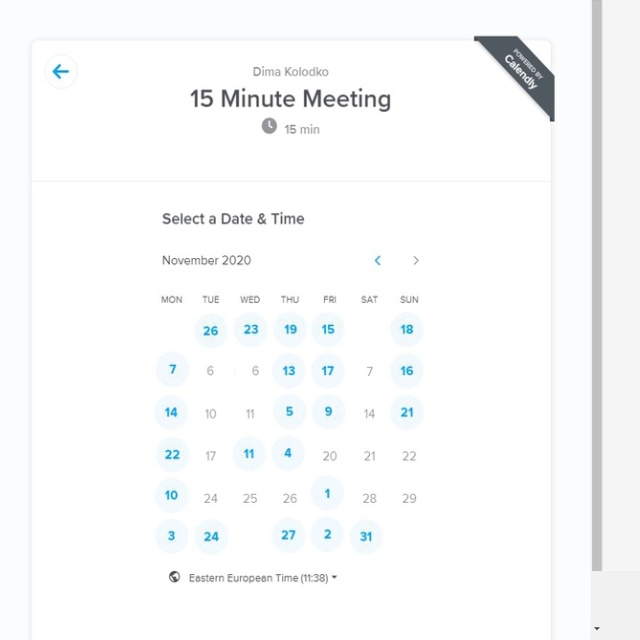 POWERED BY
Calendly
Dima Kolodko
15 Minute Meeting
15 min
Select a Date & Time
November 2020
MON TUE WED THU FRI SAT SUN
26 23 19 15 18
7 6 6 13 17 7 16
14 10 11 5 9 14 21
22 17 11 4 20 21 22
10 24 25 26 1 28 29
3 24 27 2 31
Eastern European Time (11:38)